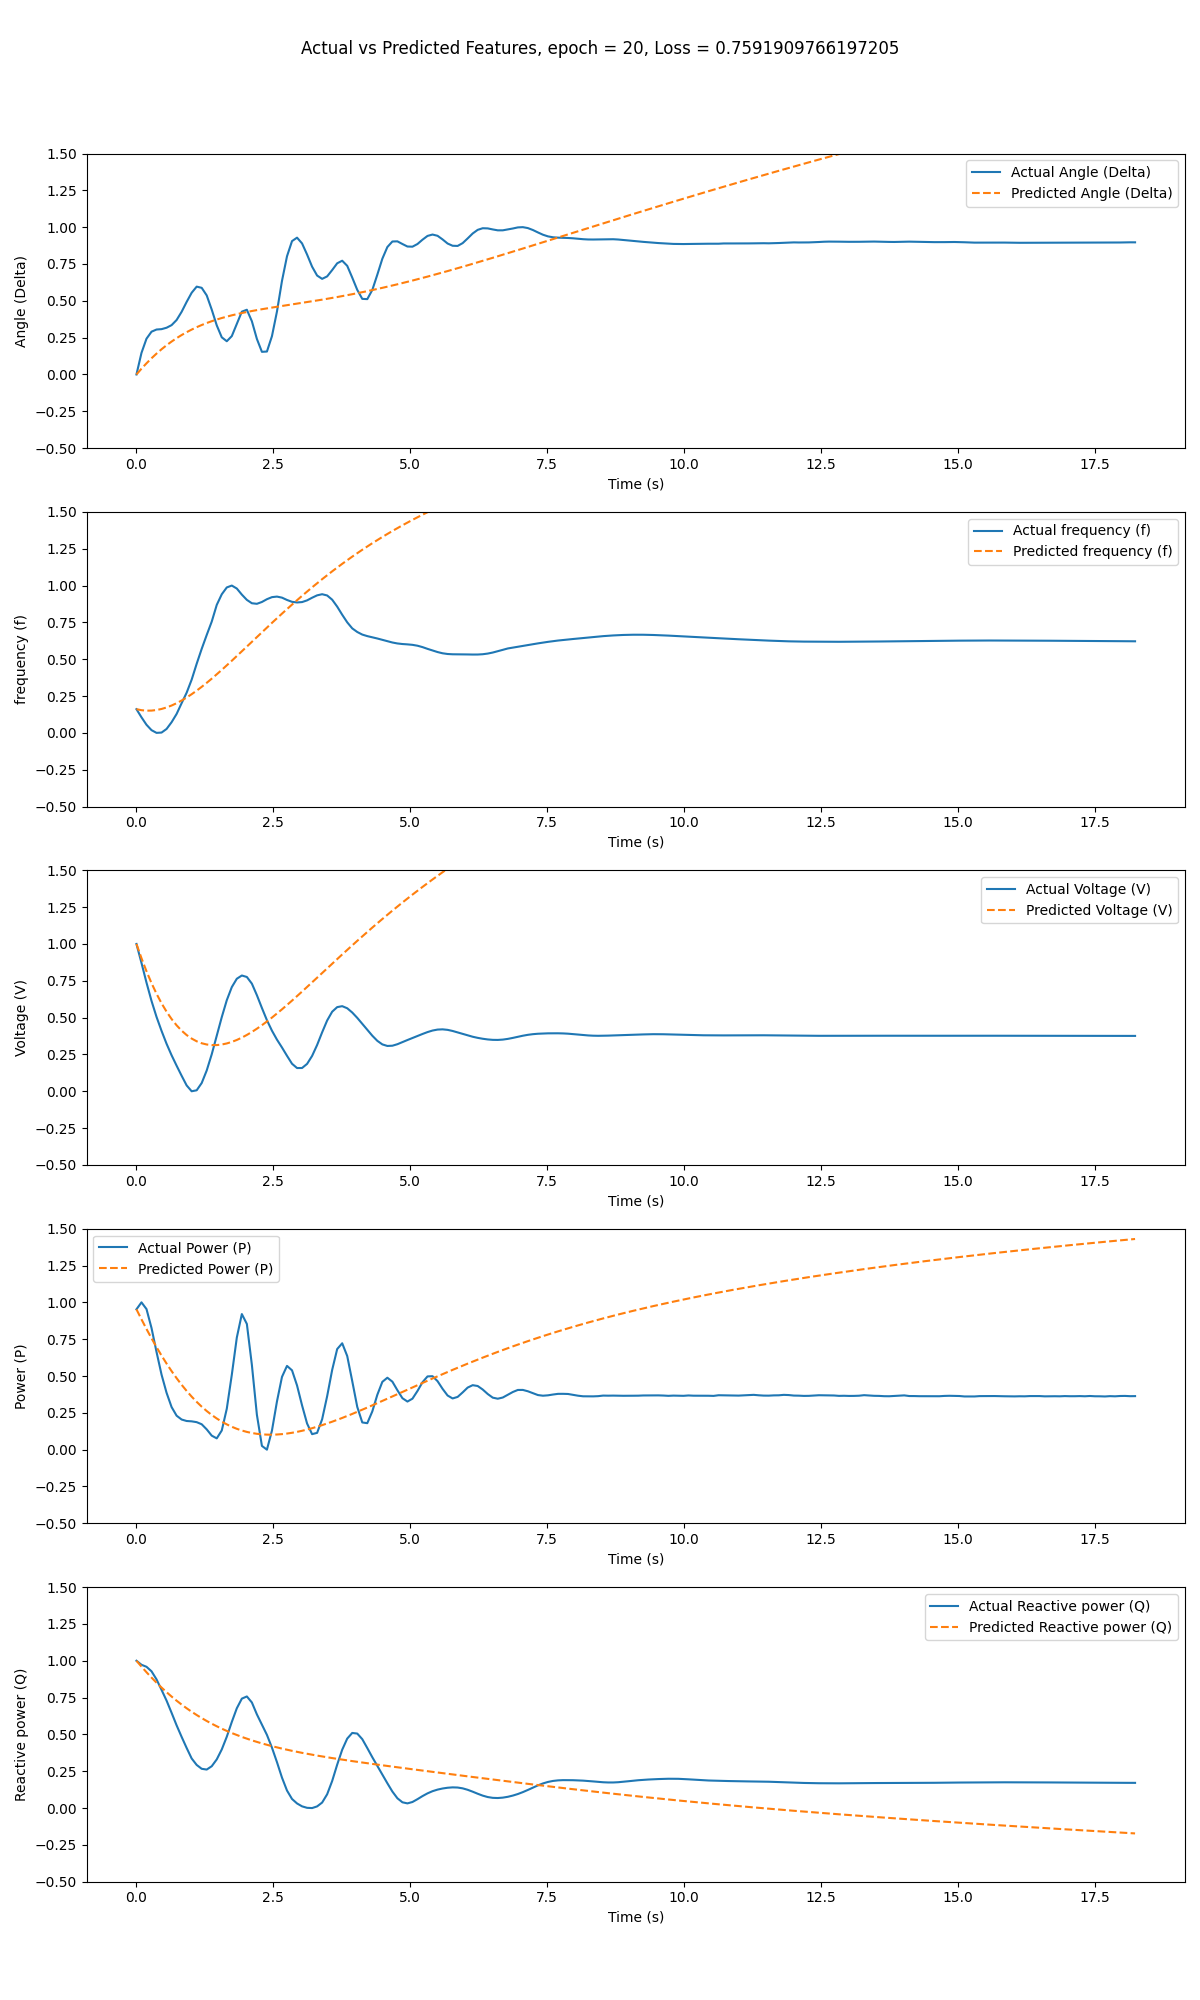 Actual vs Predicted Features, epoch = 20, Loss = 0.7591909766197205
1.50
1.25
1.00
0.75
0.50
0.25
0.00
−0.25
−0.50
Angle (Delta)
Actual Angle (Delta)
Predicted Angle (Delta)
0.0 2.5 5.0 7.5 10.0 12.5 15.0 17.5
Time (s)
1.50
1.25
1.00
0.75
0.50
0.25
0.00
−0.25
−0.50
frequency (f)
Actual frequency (f)
Predicted frequency (f)
0.0 2.5 5.0 7.5 10.0 12.5 15.0 17.5
Time (s)
1.50
1.25
1.00
0.75
0.50
0.25
0.00
−0.25
−0.50
Voltage (V)
Actual Voltage (V)
Predicted Voltage (V)
0.0 2.5 5.0 7.5 10.0 12.5 15.0 17.5
Time (s)
1.50
1.25
1.00
0.75
0.50
0.25
0.00
−0.25
−0.50
Power (P)
Actual Power (P)
Predicted Power (P)
0.0 2.5 5.0 7.5 10.0 12.5 15.0 17.5
Time (s)
1.50
1.25
1.00
0.75
0.50
0.25
0.00
−0.25
−0.50
Reactive power (Q)
Actual Reactive power (Q)
Predicted Reactive power (Q)
0.0 2.5 5.0 7.5 10.0 12.5 15.0 17.5
Time (s)